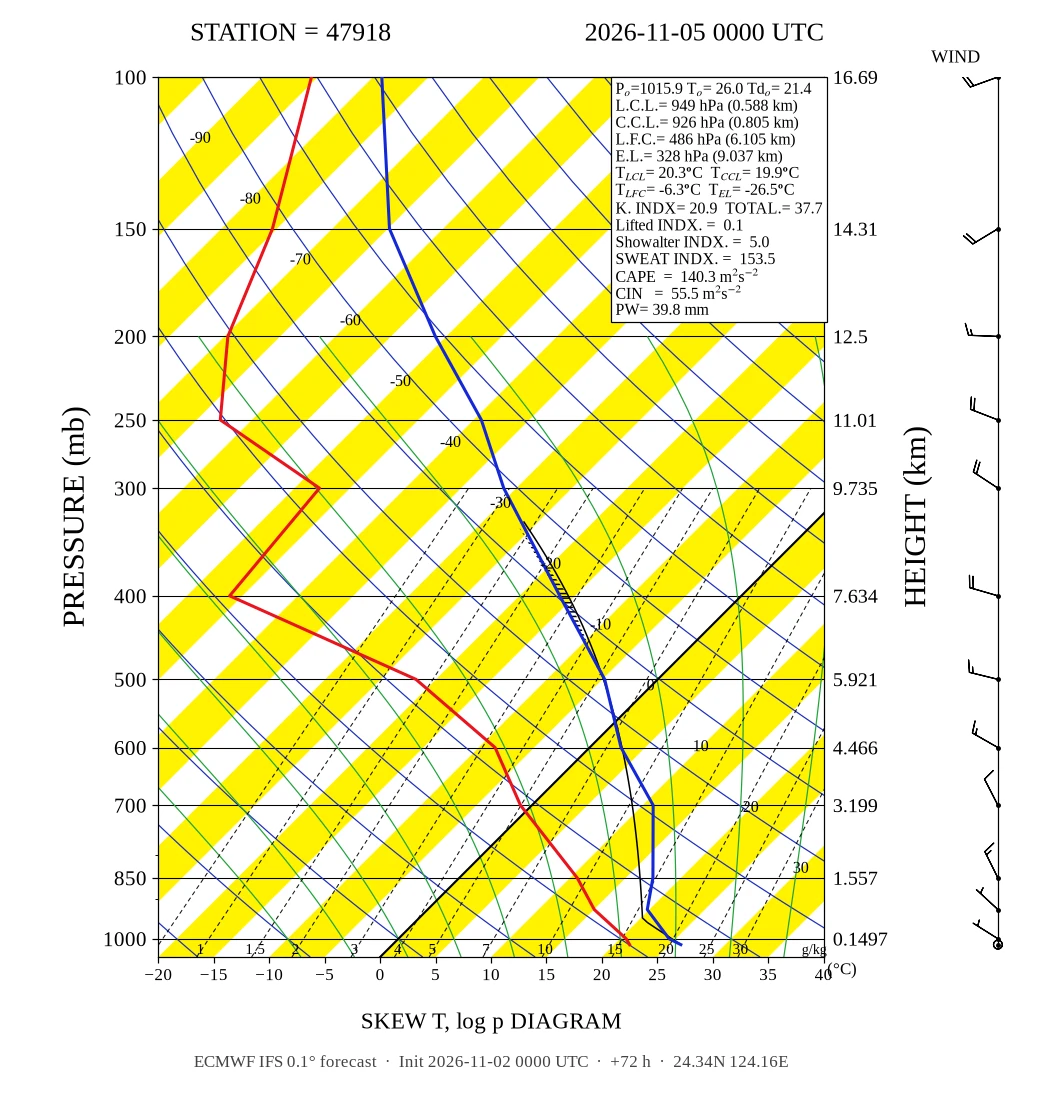 STATION = 47918
2026-11-05 0000 UTC
WIND
P₀=1015.9 T₀= 26.0 Td₀= 21.4
L.C.L.= 949 hPa (0.588 km)
C.C.L.= 926 hPa (0.805 km)
L.F.C.= 486 hPa (6.105 km)
E.L.= 328 hPa (9.037 km)
T_LCL= 20.3°C T_CCL= 19.9°C
T_LFC= -6.3°C T_EL= -26.5°C
K. INDX= 20.9 TOTAL.= 37.7
Lifted INDX. = 0.1
Showalter INDX. = 5.0
SWEAT INDX. = 153.5
CAPE = 140.3 m²s⁻²
CIN = 55.5 m²s⁻²
PW= 39.8 mm
100 16.69
-90
-80
150 14.31
-70
-60
200 12.5
-50
250 11.01
-40
300 9.735
-30
-20
400 7.634
-10
500 5.921
0
600 4.466
10
700 3.199
20
850 1.557
30
1000 0.1497
PRESSURE (mb)
HEIGHT (km)
1 1.5 2 3 4 5 7 10 15 20 25 30 g/kg
−20 −15 −10 −5 0 5 10 15 20 25 30 35 40 (°C)
SKEW T, log p DIAGRAM
ECMWF IFS 0.1° forecast · Init 2026-11-02 0000 UTC · +72 h · 24.34N 124.16E